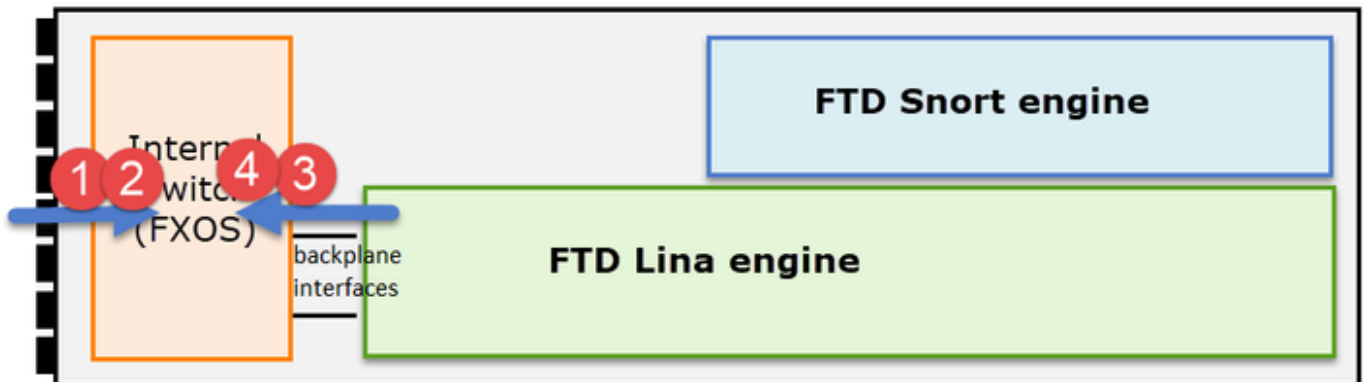 FTD Snort engine
1 2 4 3
(FXOS)
backplane
interfaces
FTD Lina engine